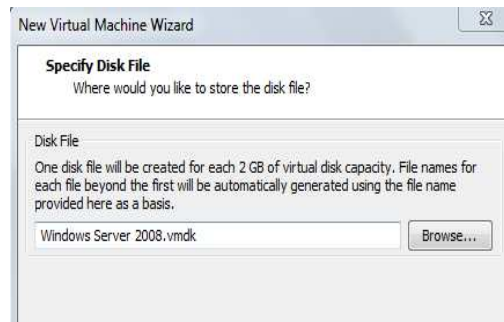 New Virtual Machine Wizard
Specify Disk File
Where would you like to store the disk file?
Disk File
One disk file will be created for each 2 GB of virtual disk capacity. File names for
each file beyond the first will be automatically generated using the file name
provided here as a basis.
Windows Server 2008.vmdk
Browse...